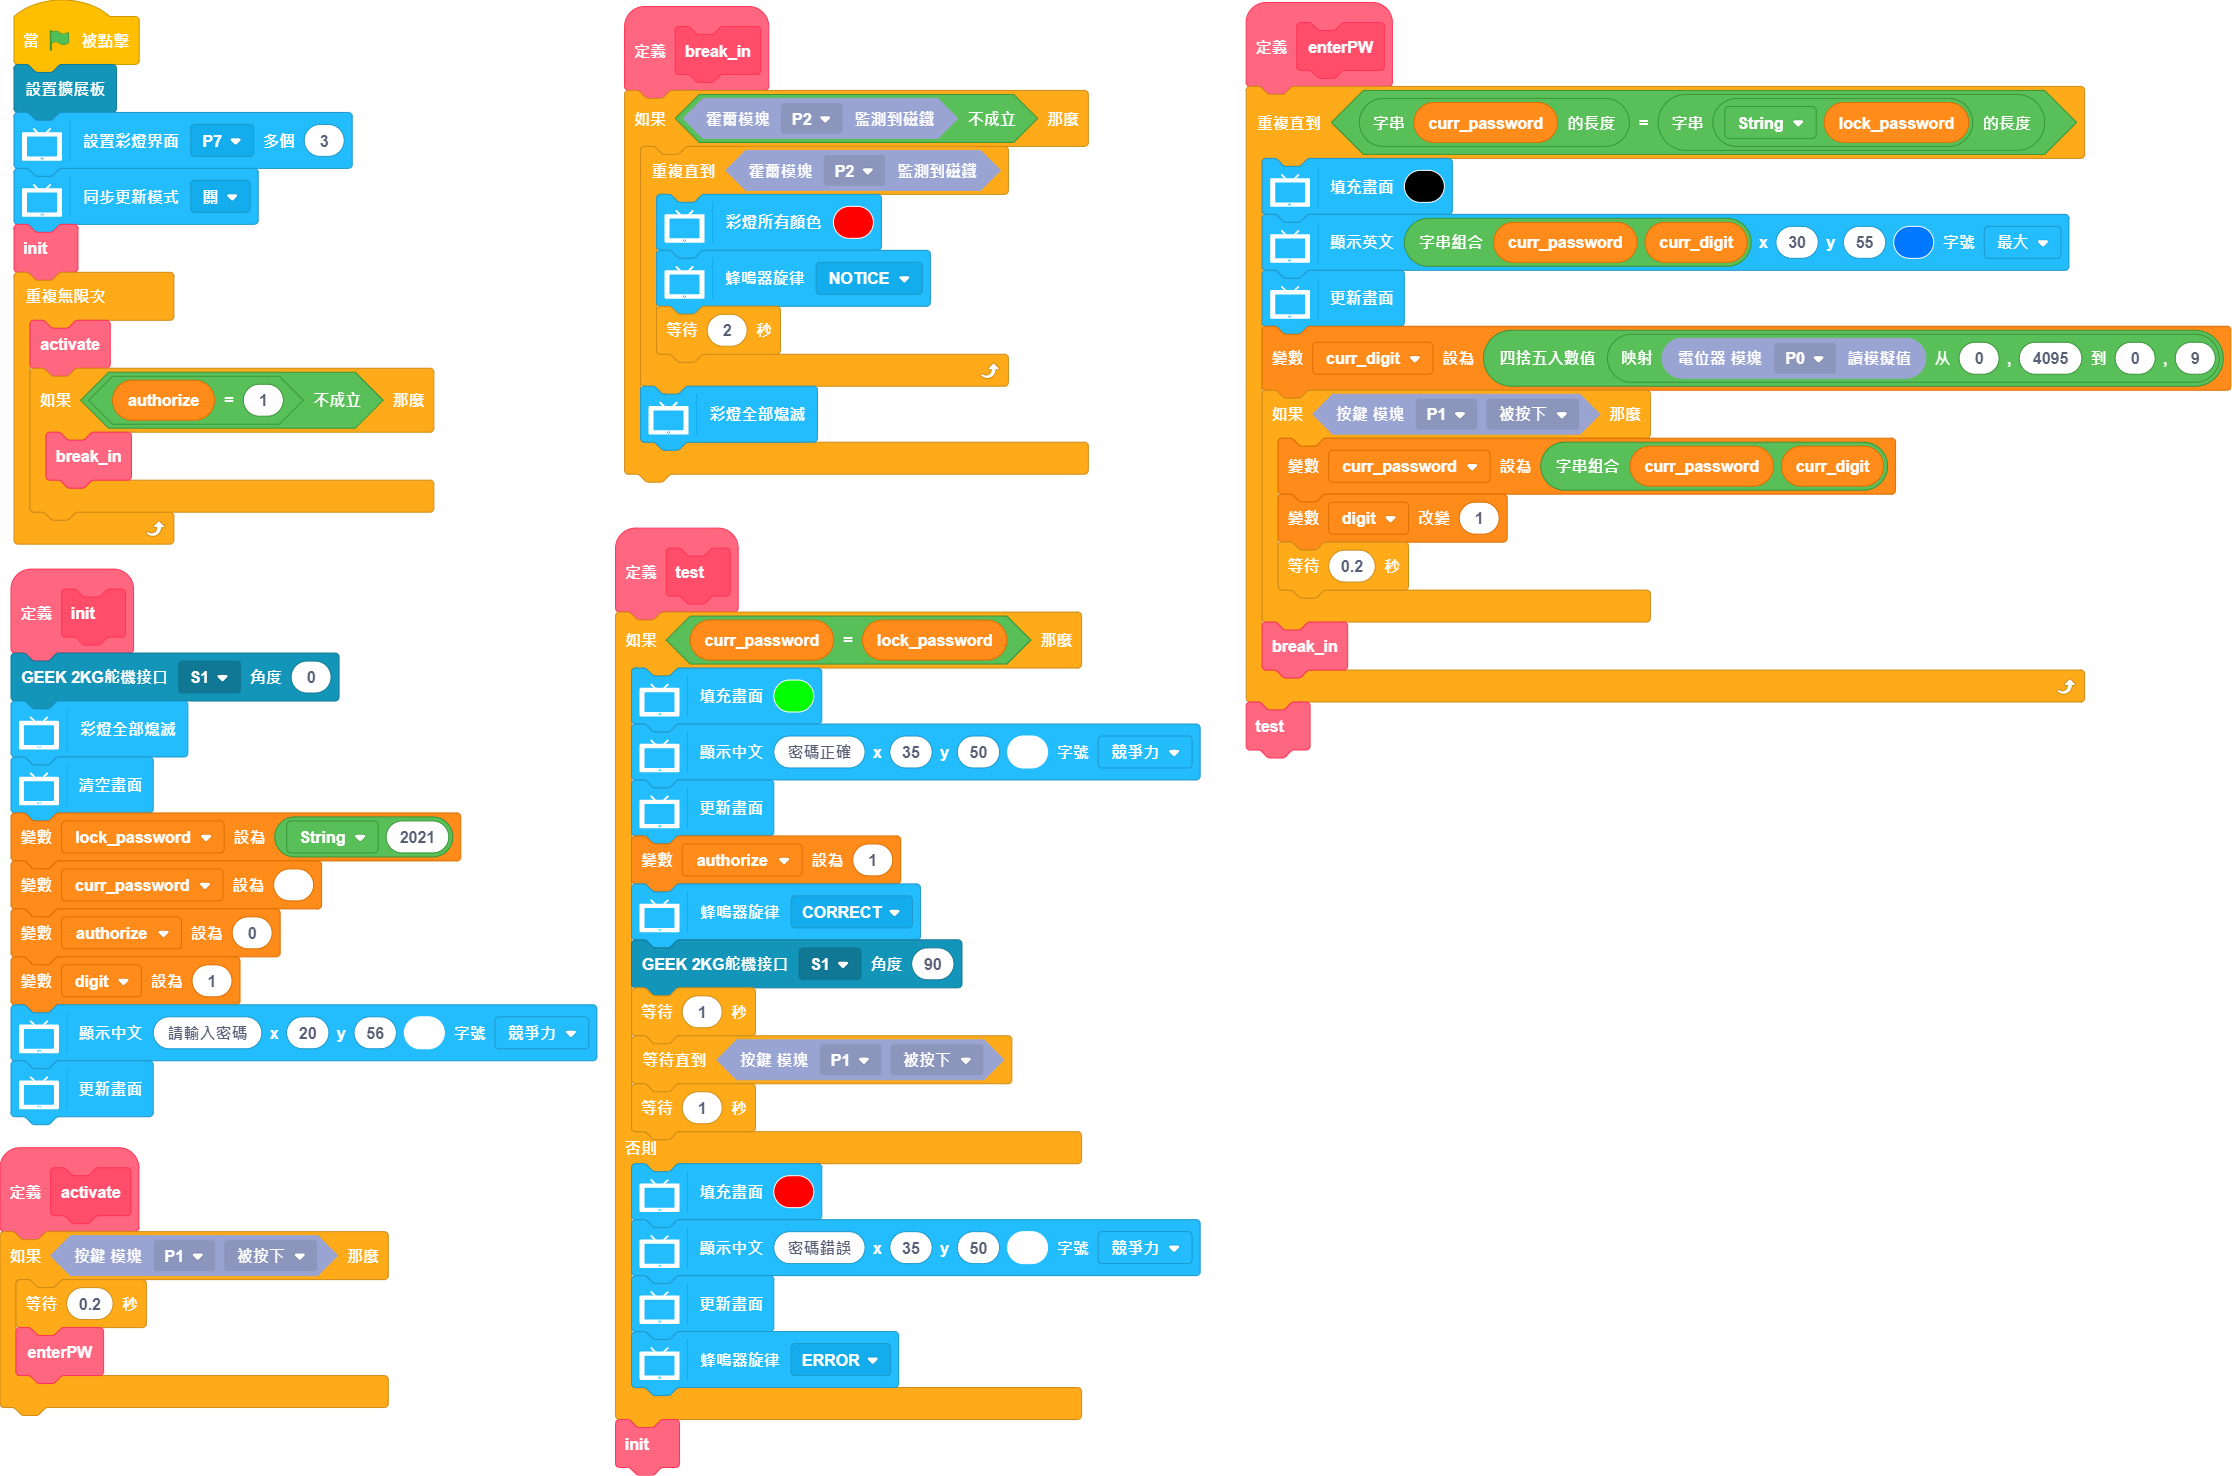 當 被點擊
設置擴展板
設置彩燈界面 P7 多個 3
同步更新模式 關
init
重複無限次
activate
如果 authorize = 1 不成立 那麼
break_in
定義 init
GEEK 2KG舵機接口 S1 角度 0
彩燈全部熄滅
清空畫面
變數 lock_password 設為 String 2021
變數 curr_password 設為
變數 authorize 設為 0
變數 digit 設為 1
顯示中文 請輸入密碼 x 20 y 56 字號 競爭力
更新畫面
定義 activate
如果 按鍵 模塊 P1 被按下 那麼
等待 0.2 秒
enterPW
定義 break_in
如果 霍爾模塊 P2 監測到磁鐵 不成立 那麼
重複直到 霍爾模塊 P2 監測到磁鐵
彩燈所有顏色
蜂鳴器旋律 NOTICE
等待 2 秒
彩燈全部熄滅
定義 test
如果 curr_password = lock_password 那麼
填充畫面
顯示中文 密碼正確 x 35 y 50 字號 競爭力
更新畫面
變數 authorize 設為 1
蜂鳴器旋律 CORRECT
GEEK 2KG舵機接口 S1 角度 90
等待 1 秒
等待直到 按鍵 模塊 P1 被按下
等待 1 秒
否則
填充畫面
顯示中文 密碼錯誤 x 35 y 50 字號 競爭力
更新畫面
蜂鳴器旋律 ERROR
init
定義 enterPW
重複直到 字串 curr_password 的長度 = 字串 String lock_password 的長度
填充畫面
顯示英文 字串組合 curr_password curr_digit x 30 y 55 字號 最大
更新畫面
變數 curr_digit 設為 四捨五入數值 映射 電位器 模塊 P0 讀模擬值 从 0 , 4095 到 0 , 9
如果 按鍵 模塊 P1 被按下 那麼
變數 curr_password 設為 字串組合 curr_password curr_digit
變數 digit 改變 1
等待 0.2 秒
break_in
test